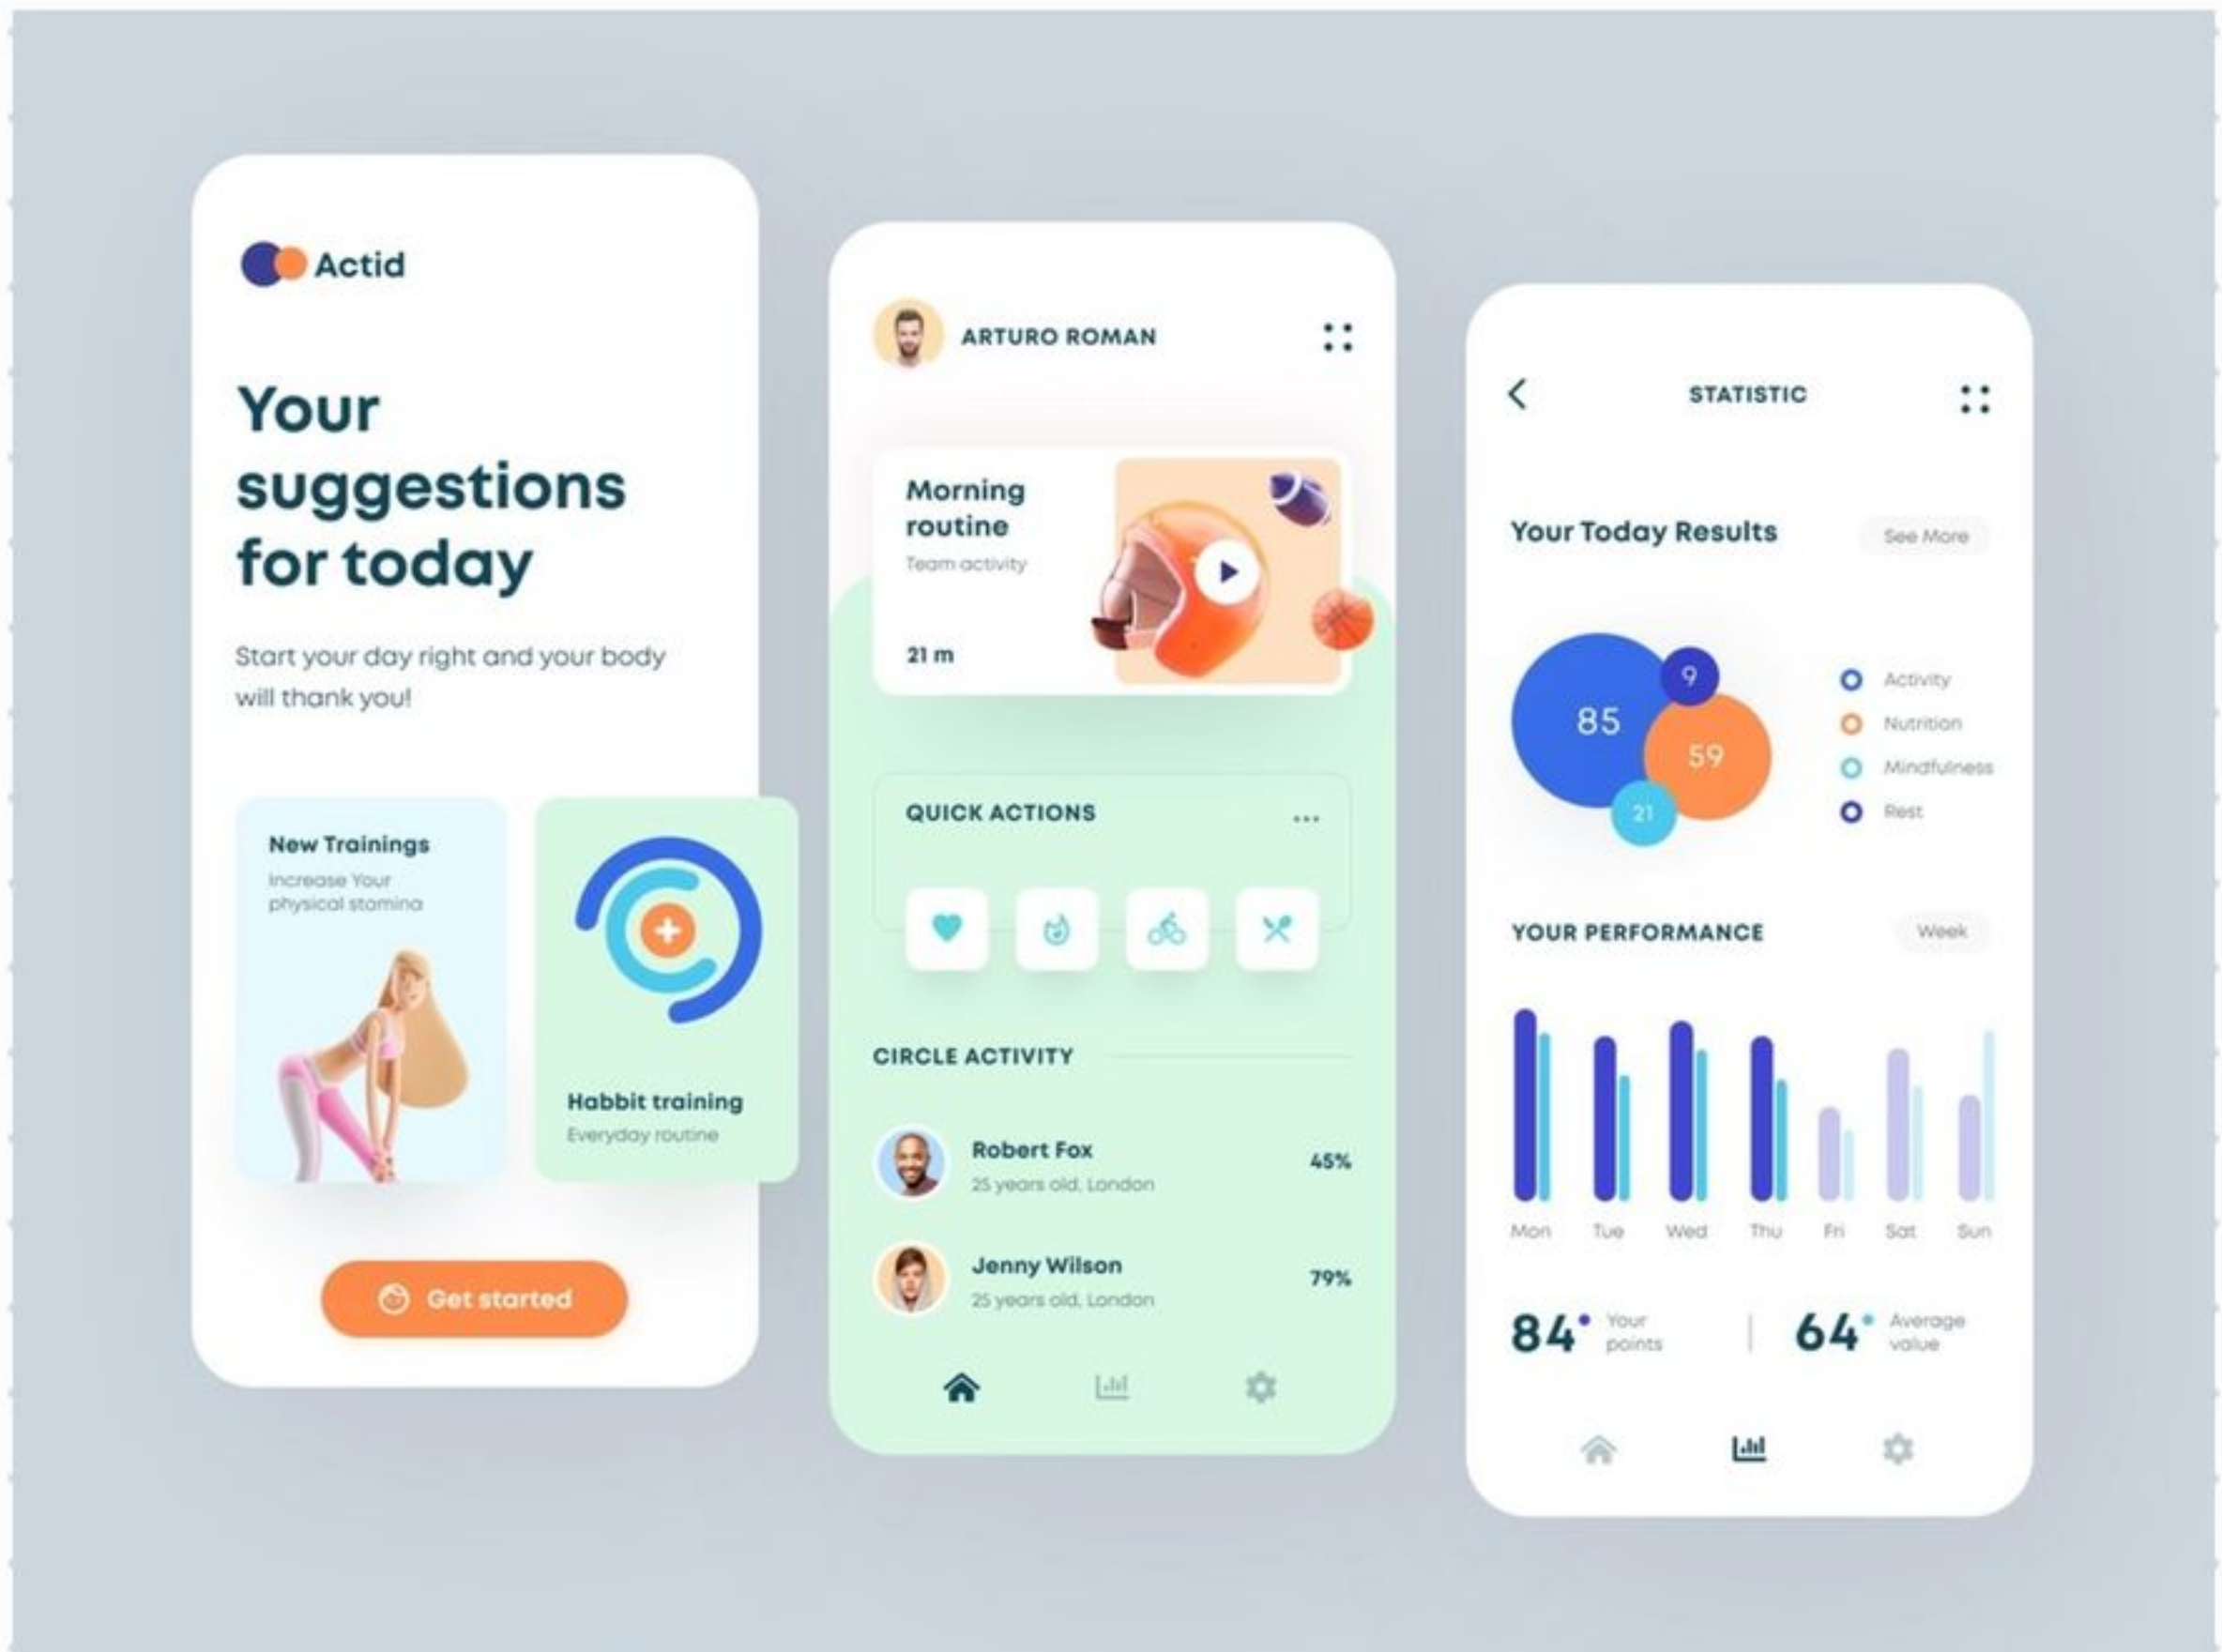 Actid
Your
suggestions
for today
Start your day right and your body
will thank you!
New Trainings
Increase Your
physical stamina
Habbit training
Everyday routine
Get started
ARTURO ROMAN
Morning
routine
Team activity
21 m
QUICK ACTIONS
CIRCLE ACTIVITY
Robert Fox
25 years old, London
45%
Jenny Wilson
25 years old, London
79%
STATISTIC
Your Today Results
See More
85
9
59
21
Activity
Nutrition
Mindfulness
Rest
YOUR PERFORMANCE
Week
Mon Tue Wed Thu Fri Sat Sun
84
Your
points
64
Average
value